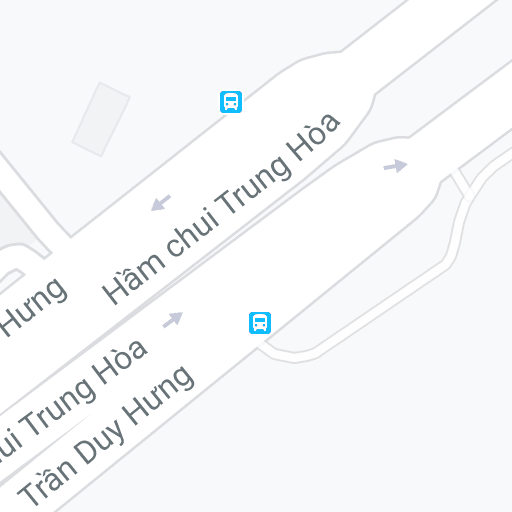 Hầm chui Trung Hòa
Hưng
ui Trung Hòa
Trần Duy Hưng